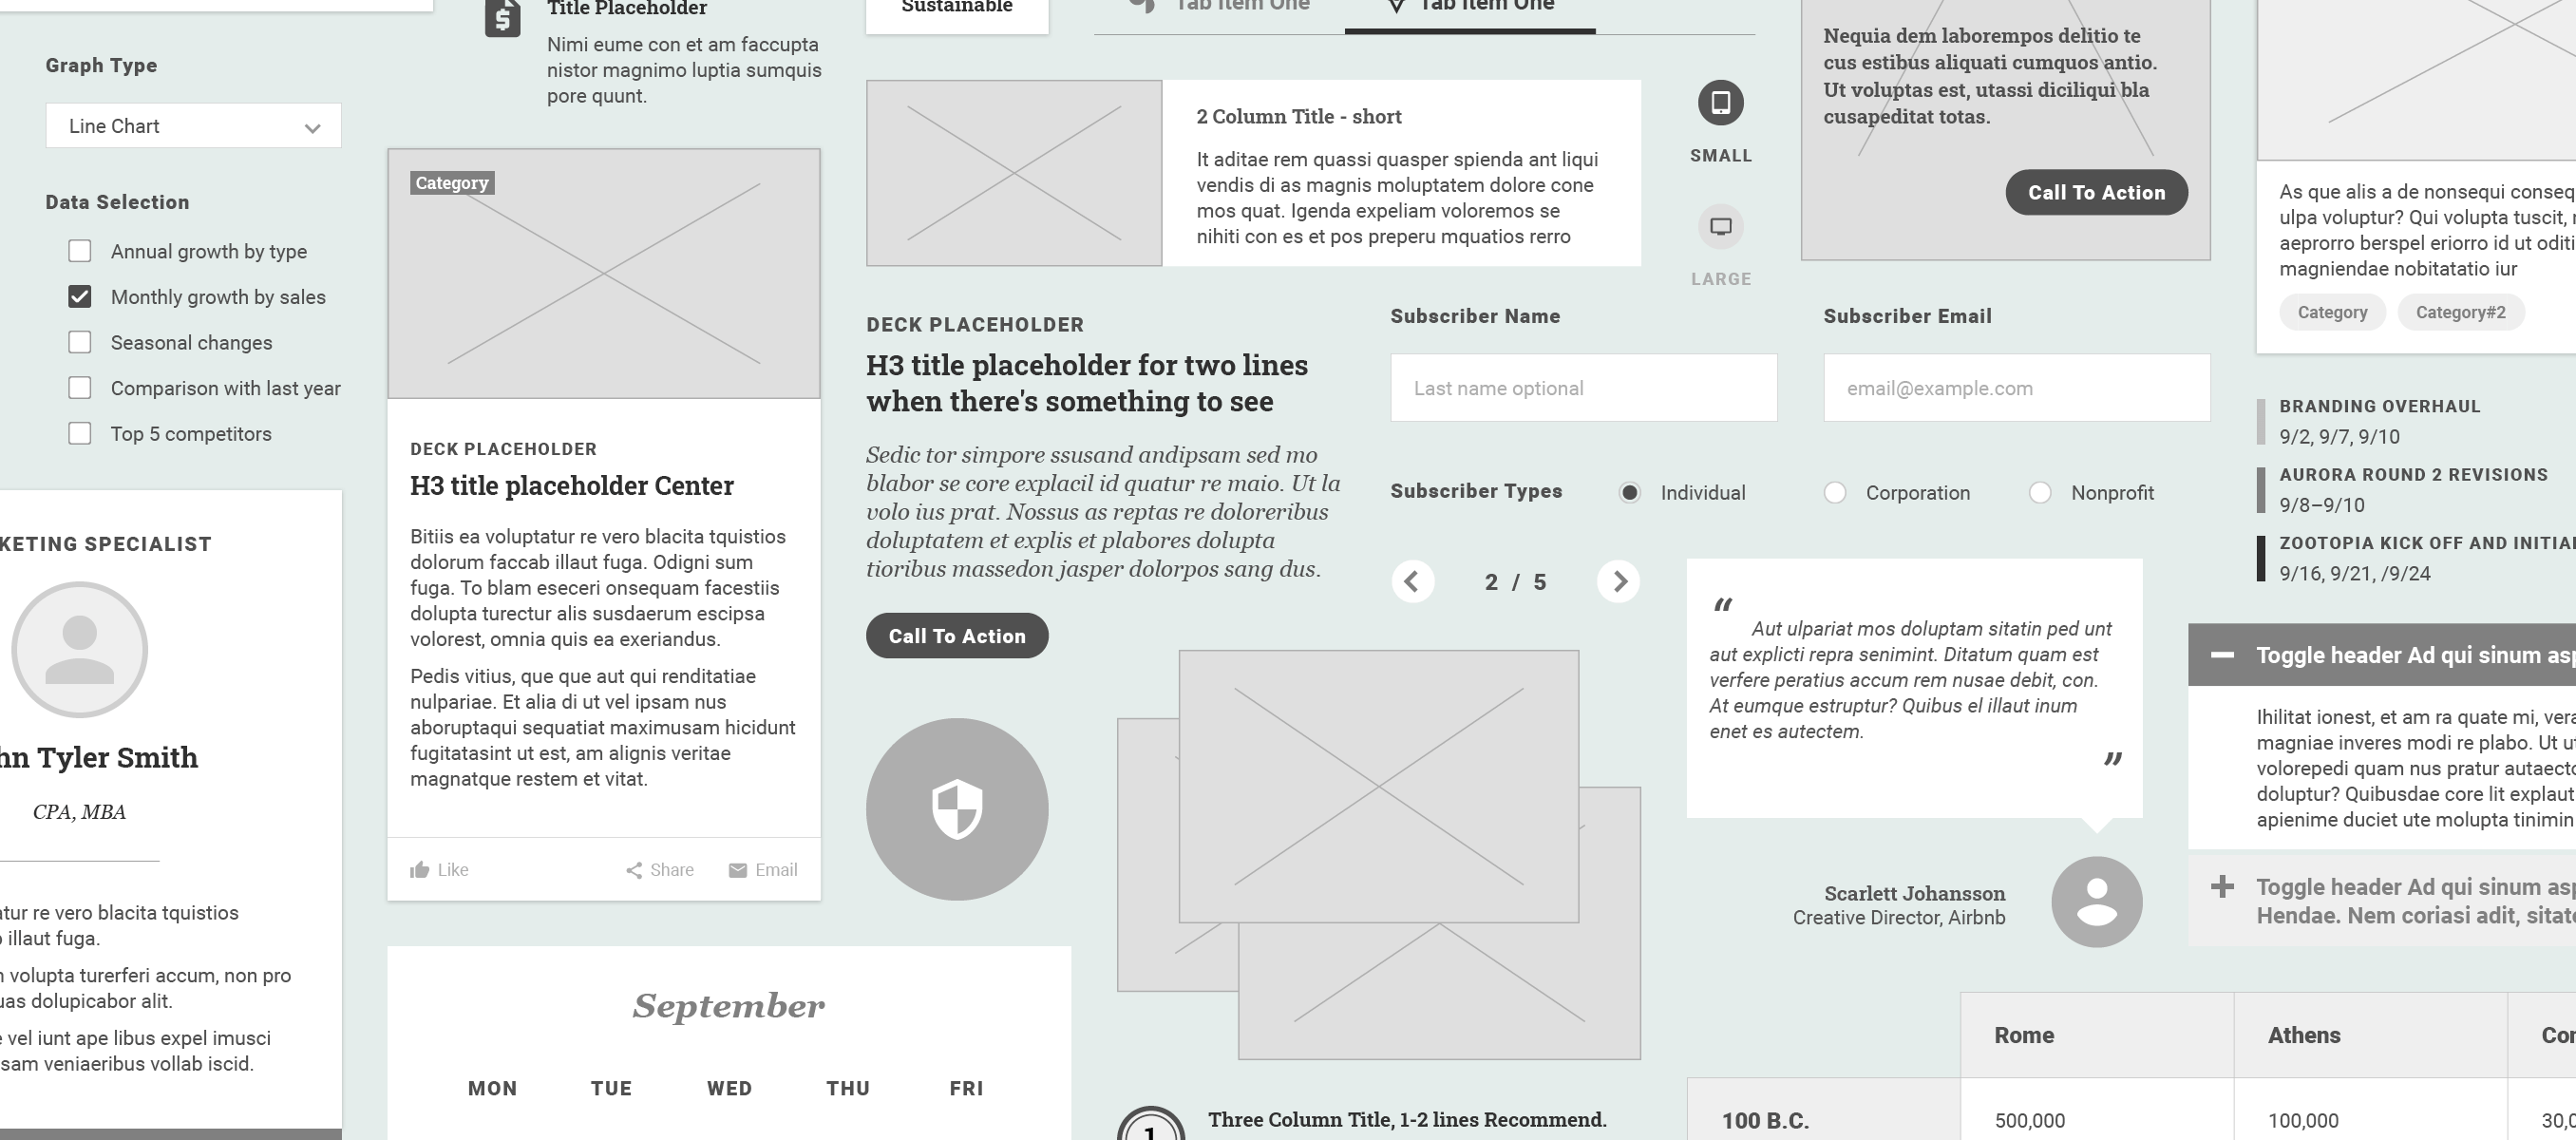 Graph Type
Line Chart
Data Selection
Annual growth by type
Monthly growth by sales
Seasonal changes
Comparison with last year
Top 5 competitors
KETING SPECIALIST
hn Tyler Smith
CPA, MBA
atur re vero blacita tquistios
illaut fuga.
volupta turerferi accum, non pro
uas dolupicabor alit.
vel iunt ape libus expel imusci
sam veniaeribus vollab iscid.
Title Placeholder
Nimi eume con et am faccupta
nistor magnimo luptia sumquis
pore quunt.
Category
DECK PLACEHOLDER
H3 title placeholder Center
Bitiis ea voluptatur re vero blacita tquistios
dolorum faccab illaut fuga. Odigni sum
fuga. To blam eseceri onsequam facestiis
dolupta turectur alis susdaerum escipsa
volorest, omnia quis ea exeriandus.
Pedis vitius, que que aut qui renditatiae
nulpariae. Et alia di ut vel ipsam nus
aboruptaqui sequatiat maximusam hicidunt
fugitatasint ut est, am alignis veritae
magnatque restem et vitat.
Like Share Email
September
MON TUE WED THU FRI
Sustainable
Tab Item One Tab Item One
2 Column Title - short
It aditae rem quassi quasper spienda ant liqui
vendis di as magnis moluptatem dolore cone
mos quat. Igenda expeliam voloremos se
nihiti con es et pos preperu mquatios rerro
SMALL
LARGE
DECK PLACEHOLDER
H3 title placeholder for two lines
when there's something to see
Sedic tor simpore ssusand andipsam sed mo
blabor se core explacil id quatur re maio. Ut la
volo ius prat. Nossus as reptas re doloreribus
doluptatem et explis et plabores dolupta
tioribus massedon jasper dolorpos sang dus.
Call To Action
1
Three Column Title, 1-2 lines Recommend.
Nequia dem laborempos delitio te
cus estibus aliquati cumquos antio.
Ut voluptas est, utassi diciliqui bla
cusapeditat totas.
Call To Action
Subscriber Name
Last name optional
Subscriber Email
email@example.com
Subscriber Types Individual Corporation Nonprofit
2 / 5
“ Aut ulpariat mos doluptam sitatin ped unt
aut explicti repra senimint. Ditatum quam est
verfere peratius accum rem nusae debit, con.
At eumque estruptur? Quibus el illaut inum
enet es autectem.
”
Scarlett Johansson
Creative Director, Airbnb
As que alis a de nonsequi conseq
ulpa voluptur? Qui volupta tuscit,
aeprorro berspel eriorro id ut oditi
magniendae nobitatatio iur
Category Category#2
BRANDING OVERHAUL
9/2, 9/7, 9/10
AURORA ROUND 2 REVISIONS
9/8–9/10
ZOOTOPIA KICK OFF AND INITIA
9/16, 9/21, /9/24
Toggle header Ad qui sinum asp
Ihilitat ionest, et am ra quate mi, vera
magniae inveres modi re plabo. Ut u
volorepedi quam nus pratur autaecto
doluptur? Quibusdae core lit explaut
apienime duciet ute molupta tinimin
Toggle header Ad qui sinum asp
Hendae. Nem coriasi adit, sitate
Rome Athens Cor
100 B.C. 500,000 100,000 30,0